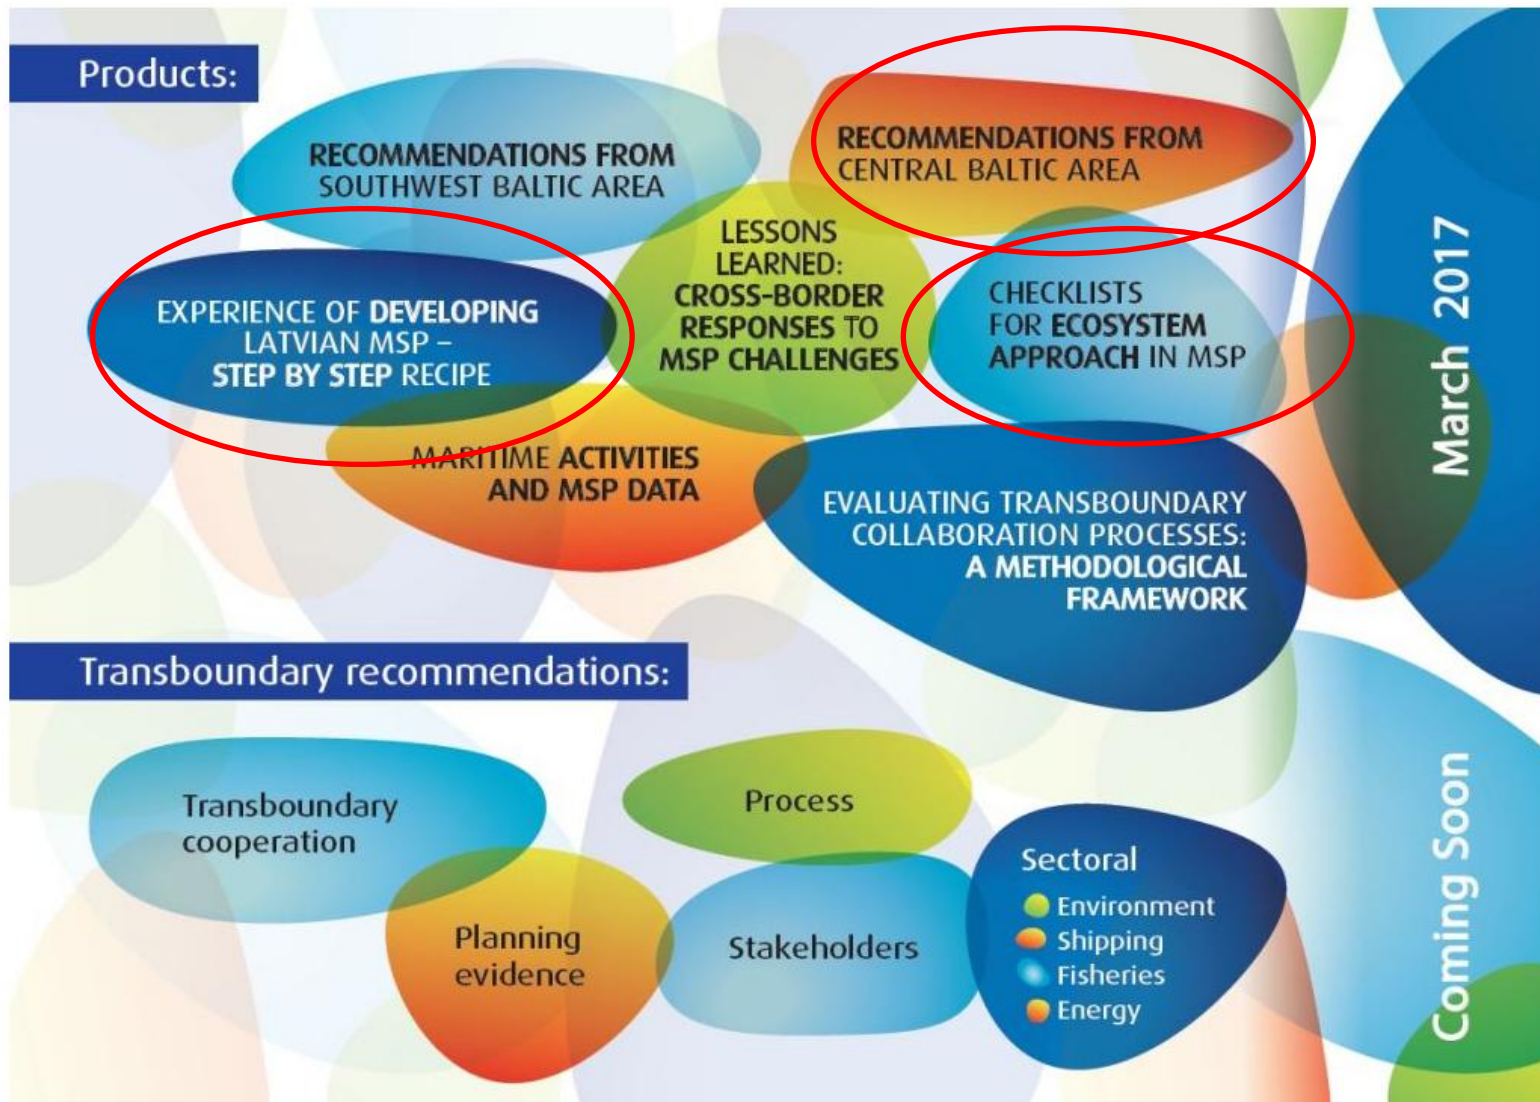 Products:
RECOMMENDATIONS FROM
SOUTHWEST BALTIC AREA
RECOMMENDATIONS FROM
CENTRAL BALTIC AREA
LESSONS
LEARNED:
CROSS-BORDER
RESPONSES TO
MSP CHALLENGES
EXPERIENCE OF DEVELOPING
LATVIAN MSP –
STEP BY STEP RECIPE
CHECKLISTS
FOR ECOSYSTEM
APPROACH IN MSP
MARITIME ACTIVITIES
AND MSP DATA
EVALUATING TRANSBOUNDARY
COLLABORATION PROCESSES:
A METHODOLOGICAL
FRAMEWORK
March 2017
Transboundary recommendations:
Transboundary
cooperation
Process
Planning
evidence
Stakeholders
Sectoral
Environment
Shipping
Fisheries
Energy
Coming Soon